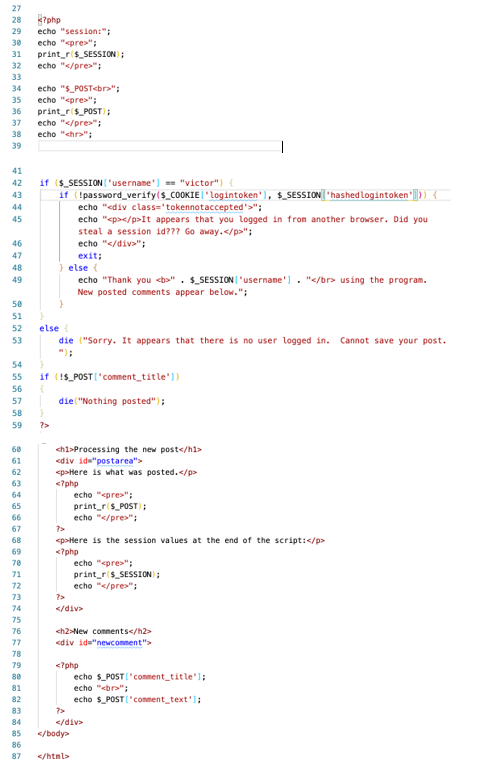 27
28 <?php
29 echo "session:";
30 echo "<pre>";
31 print_r($_SESSION);
32 echo "</pre>";
33
34 echo "$_POST<br>";
35 echo "<pre>";
36 print_r($_POST);
37 echo "</pre>";
38 echo "<hr>";
39
41
42 if ($_SESSION['username'] == "victor") {
43 if (!password_verify($_COOKIE['logintoken'], $_SESSION['hashedlogintoken'])) {
44 echo "<div class='tokennotaccepted'>";
45 echo "<p></p>It appears that you logged in from another browser. Did you
steal a session id??? Go away.</p>";
46 echo "</div>";
47 exit;
48 } else {
49 echo "Thank you <b>" . $_SESSION['username'] . "</br> using the program.
New posted comments appear below.";
50 }
51 }
52 else {
53 die ("Sorry. It appears that there is no user logged in.  Cannot save your post.
");
54 }
55 if (!$_POST['comment_title'])
56 {
57 die("Nothing posted");
58 }
59 ?>
60 <h1>Processing the new post</h1>
61 <div id="postarea">
62 <p>Here is what was posted.</p>
63 <?php
64 echo "<pre>";
65 print_r($_POST);
66 echo "</pre>";
67 ?>
68 <p>Here is the session values at the end of the script:</p>
69 <?php
70 echo "<pre>";
71 print_r($_SESSION);
72 echo "</pre>";
73 ?>
74 </div>
75
76 <h2>New comments</h2>
77 <div id="newcomment">
78
79 <?php
80 echo $_POST['comment_title'];
81 echo "<br>";
82 echo $_POST['comment_text'];
83 ?>
84 </div>
85 </body>
86
87 </html>